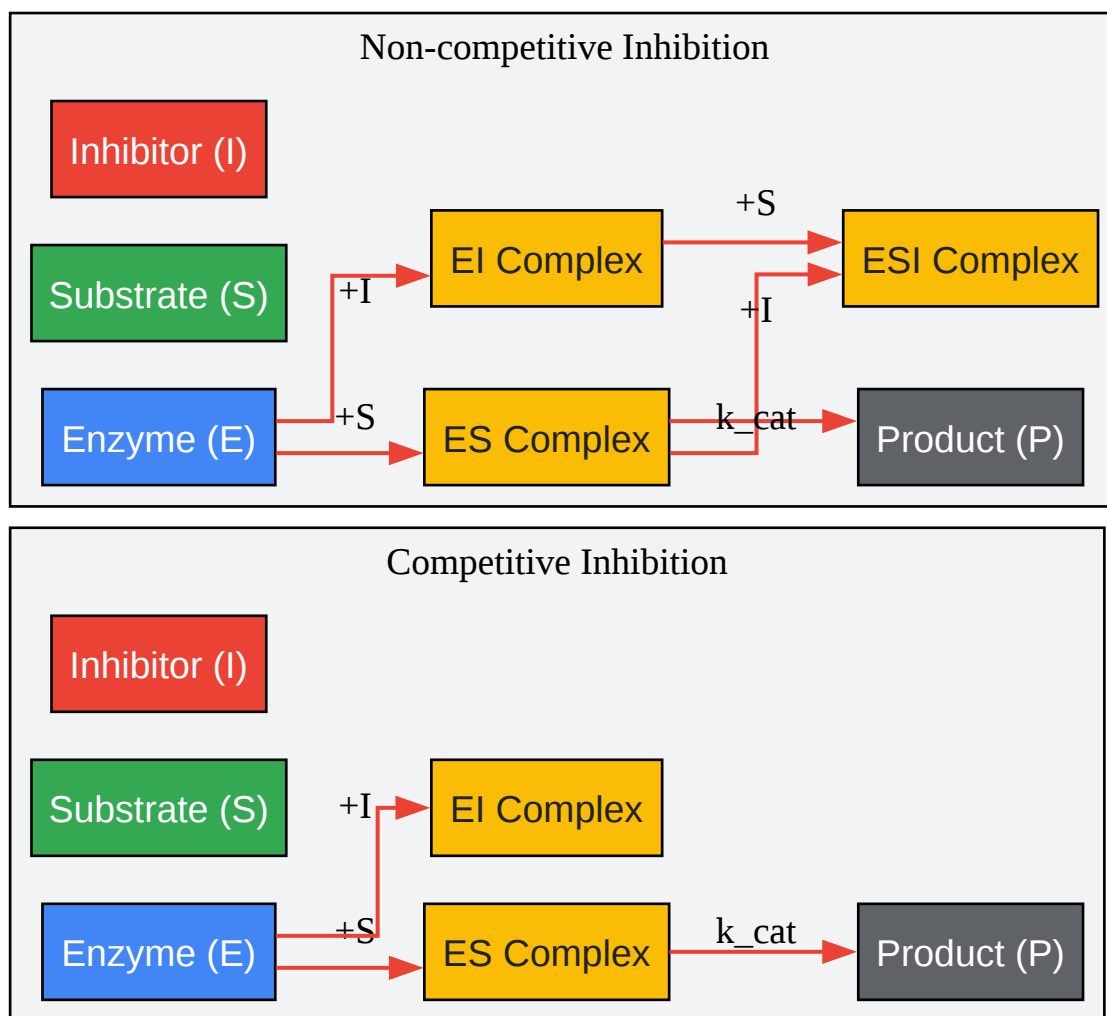 Non-competitive Inhibition
Inhibitor (I)
+S
EI Complex
ESI Complex
Substrate (S)
+I
+I
Enzyme (E)
+S
ES Complex
k_cat
Product (P)
Competitive Inhibition
Inhibitor (I)
Substrate (S)
+I
EI Complex
Enzyme (E)
+S
ES Complex
k_cat
Product (P)